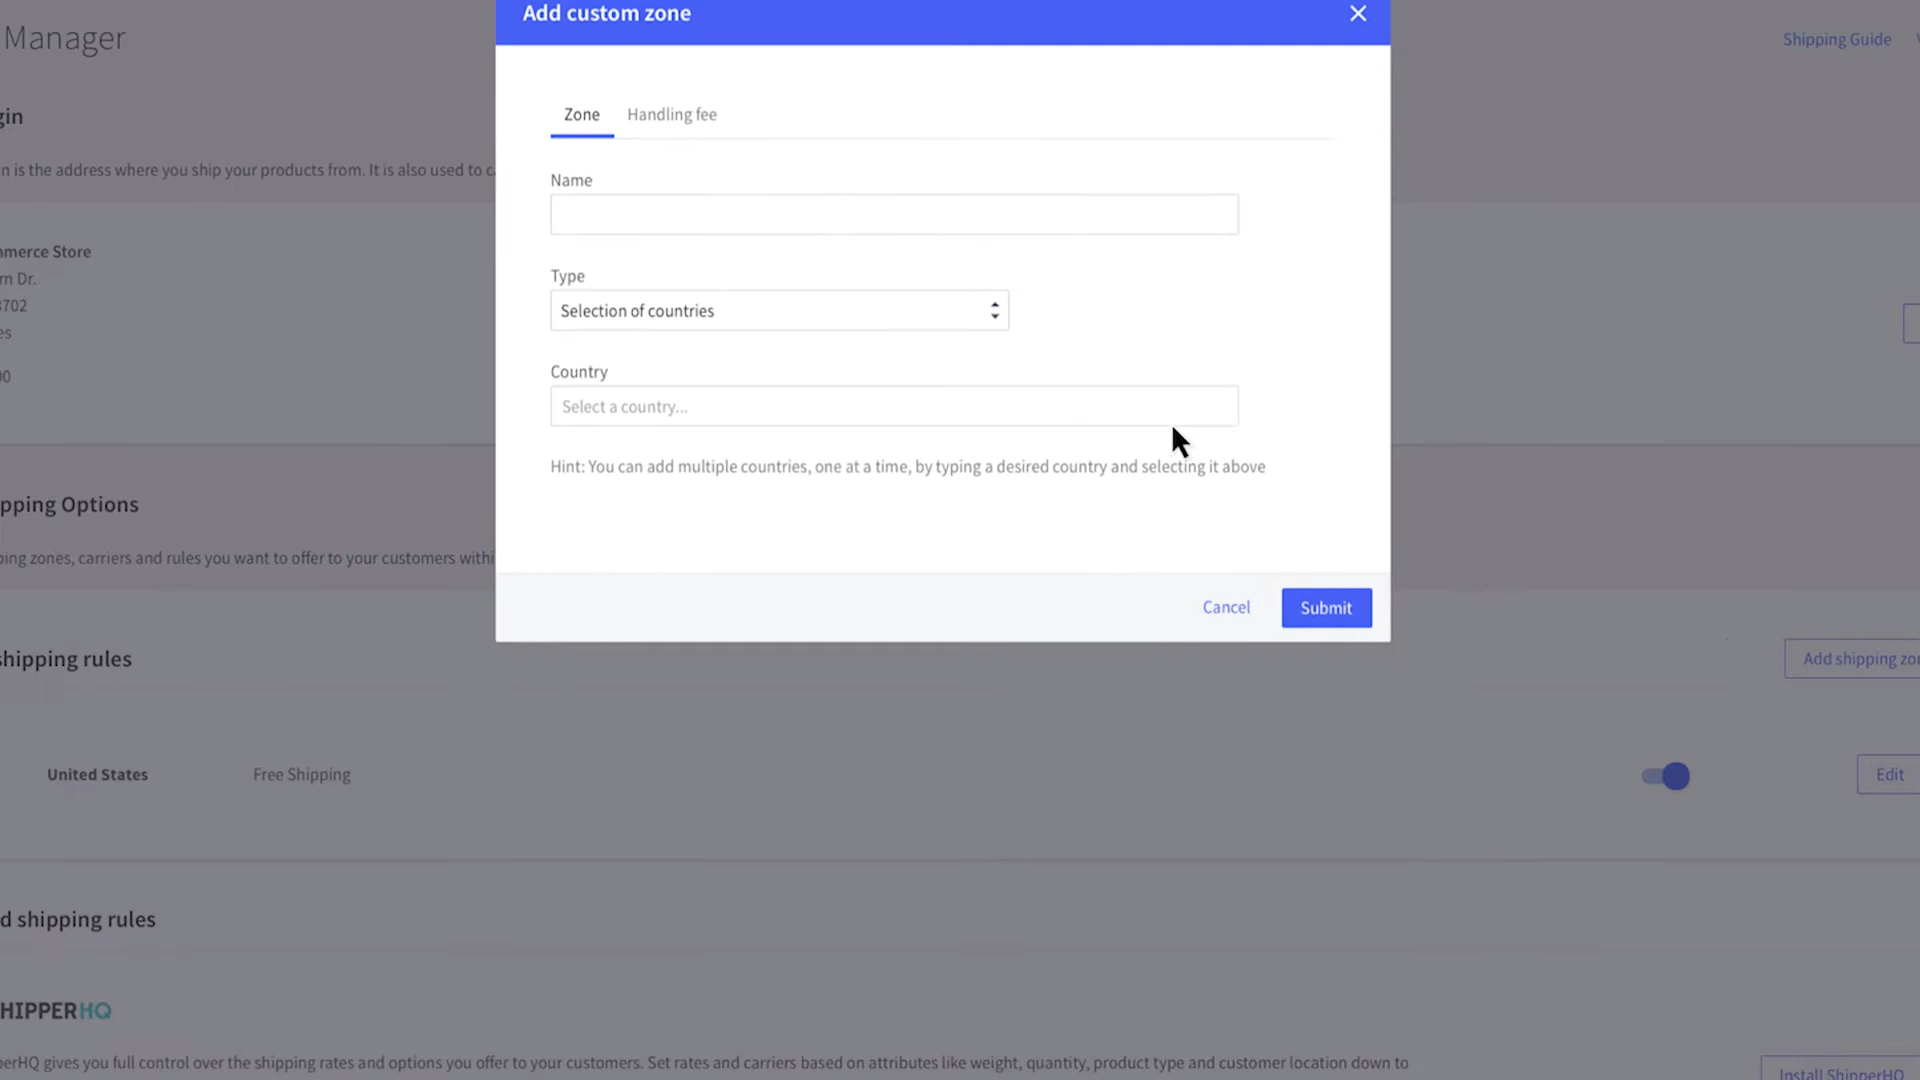 Add custom zone
Manager
Shipping Guide
gin
n is the address where you ship your products from. It is also used to c
Zone Handling fee
Name
nmerce Store
rn Dr.
8702
es
00
Type
Selection of countries
Country
Select a country...
Hint: You can add multiple countries, one at a time, by typing a desired country and selecting it above
pping Options
ing zones, carriers and rules you want to offer to your customers withi
Cancel Submit
shipping rules
Add shipping zo
United States Free Shipping Edit
d shipping rules
HIPPERHQ
erHQ gives you full control over the shipping rates and options you offer to your customers. Set rates and carriers based on attributes like weight, quantity, product type and customer location down to
Install ShipperHQ